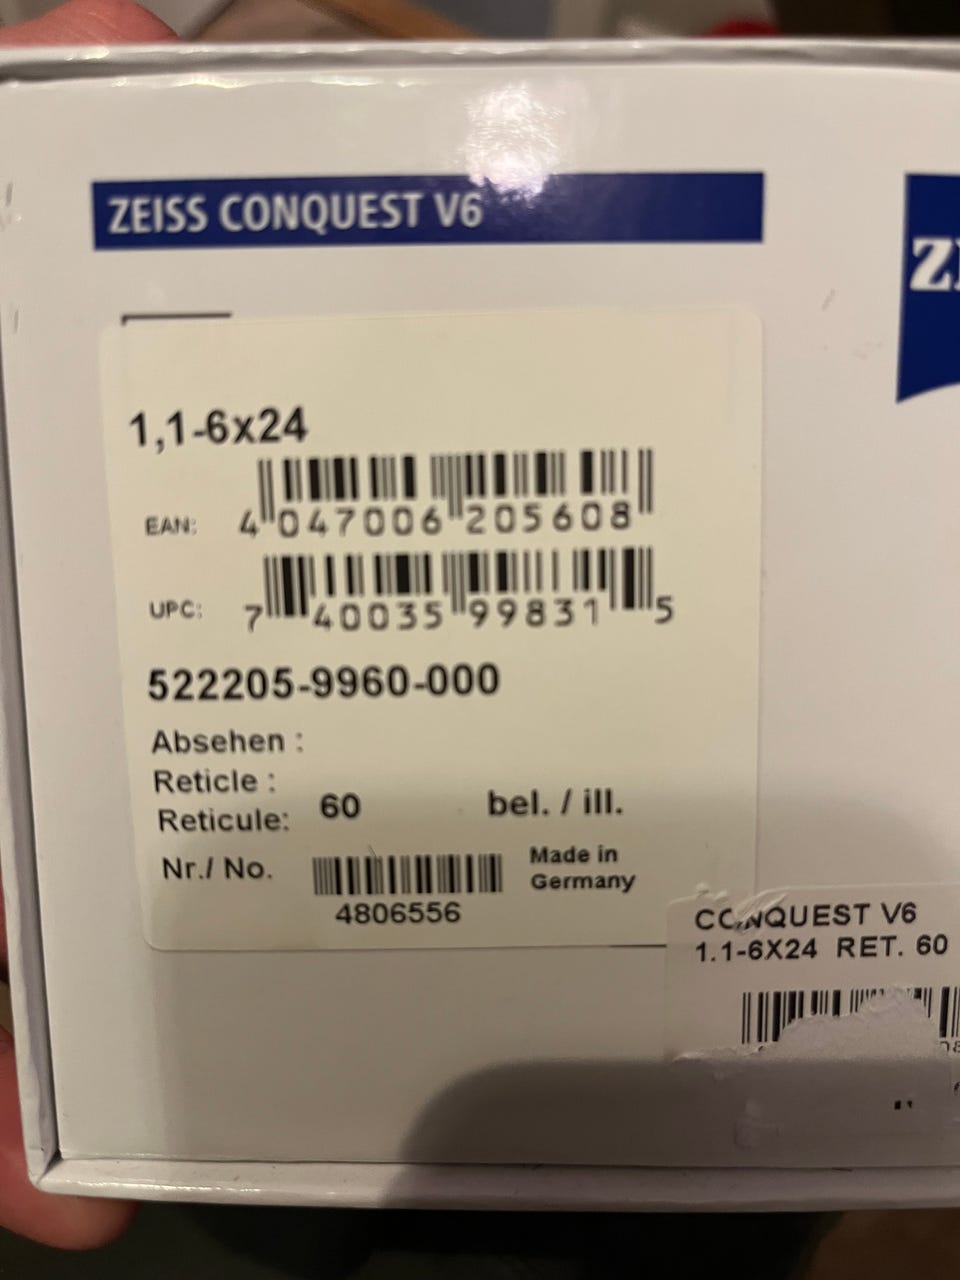 ZEISS CONQUEST V6
1,1-6x24
EAN: 4 047006 205608
UPC: 7 40035 99831 5
522205-9960-000
Absehen :
Reticle :
Reticule: 60 bel. / ill.
Nr./ No.
4806556
Made in
Germany
CONQUEST V6
1.1-6X24 RET. 60